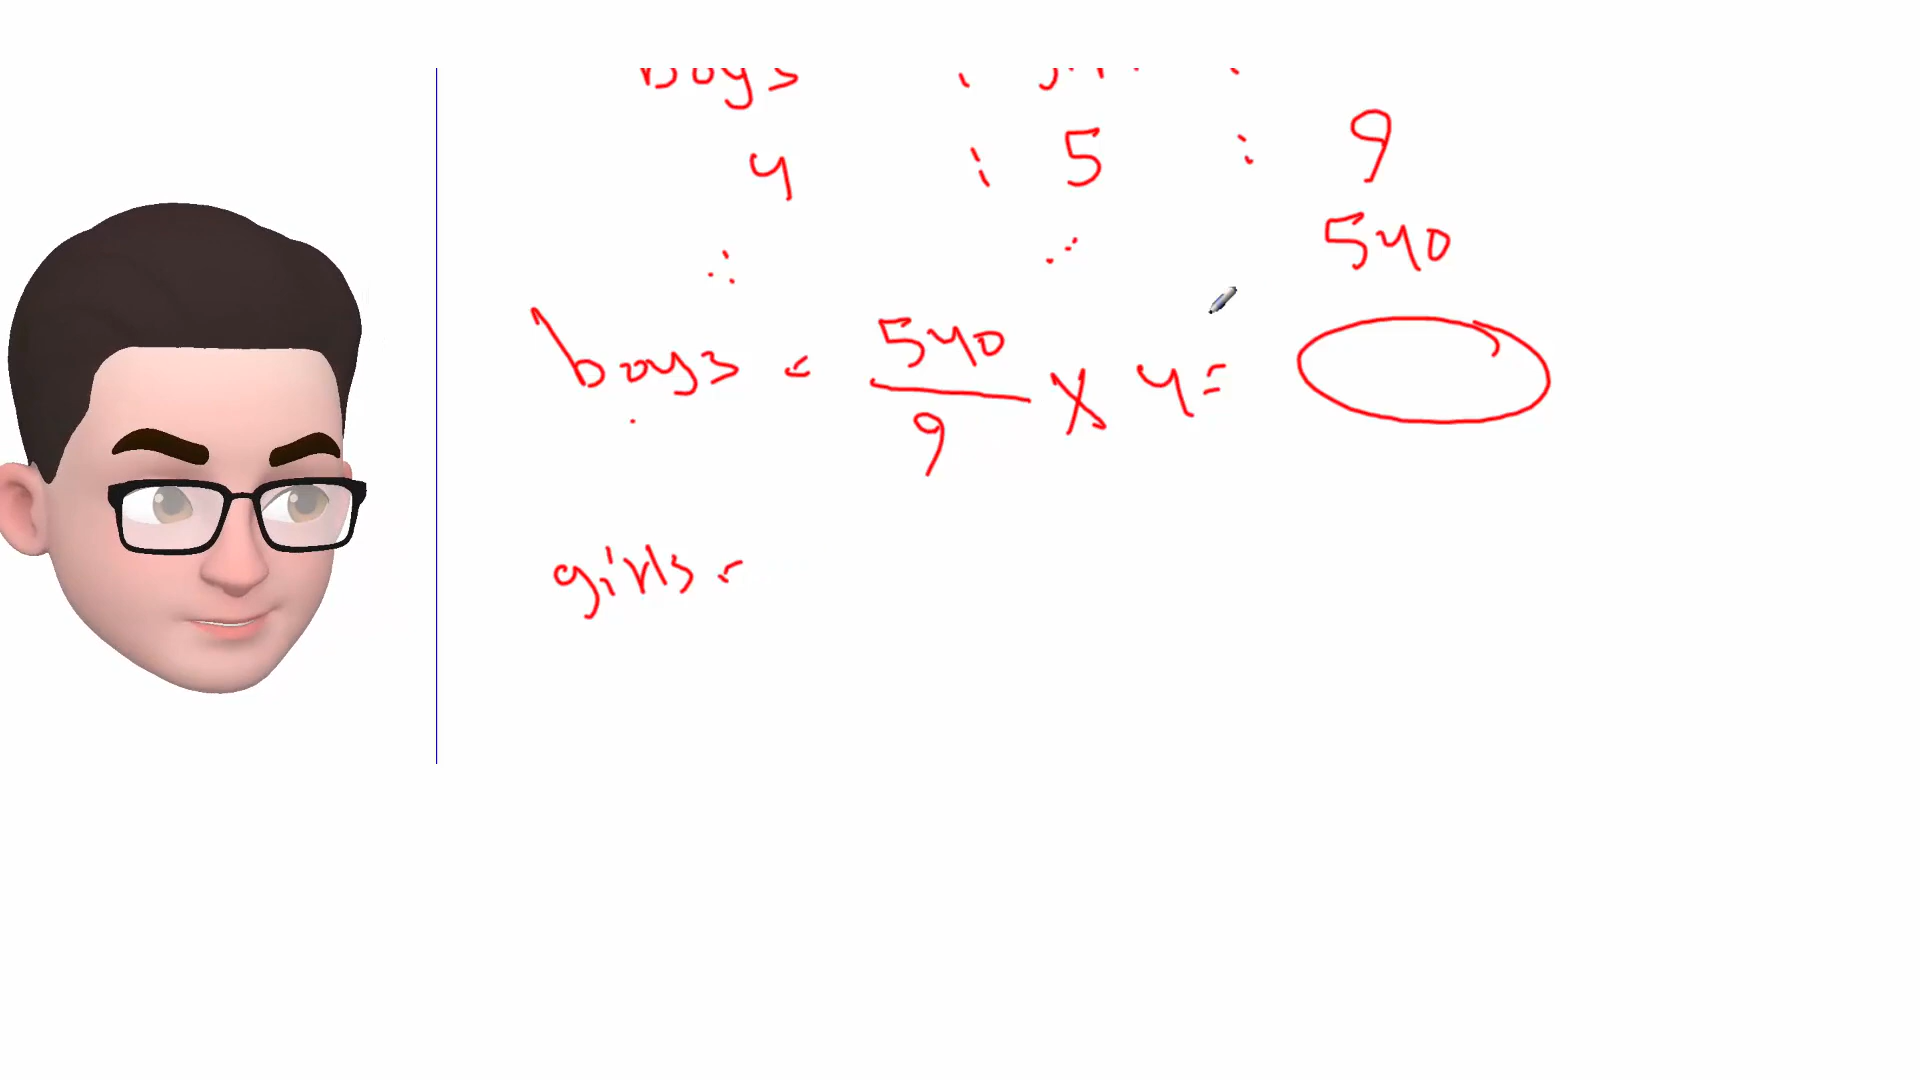 boys :
4 : 5 : 9
540
boys = 540/9 × 4 =
girls =